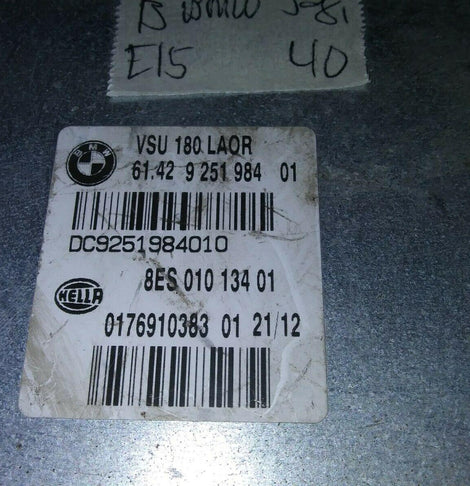 E15 40
BMW
VSU 180 LAOR
61.42 9 251 984 01
DC9251984010
8ES 010 134 01
HELLA
0176910383 01 21/12